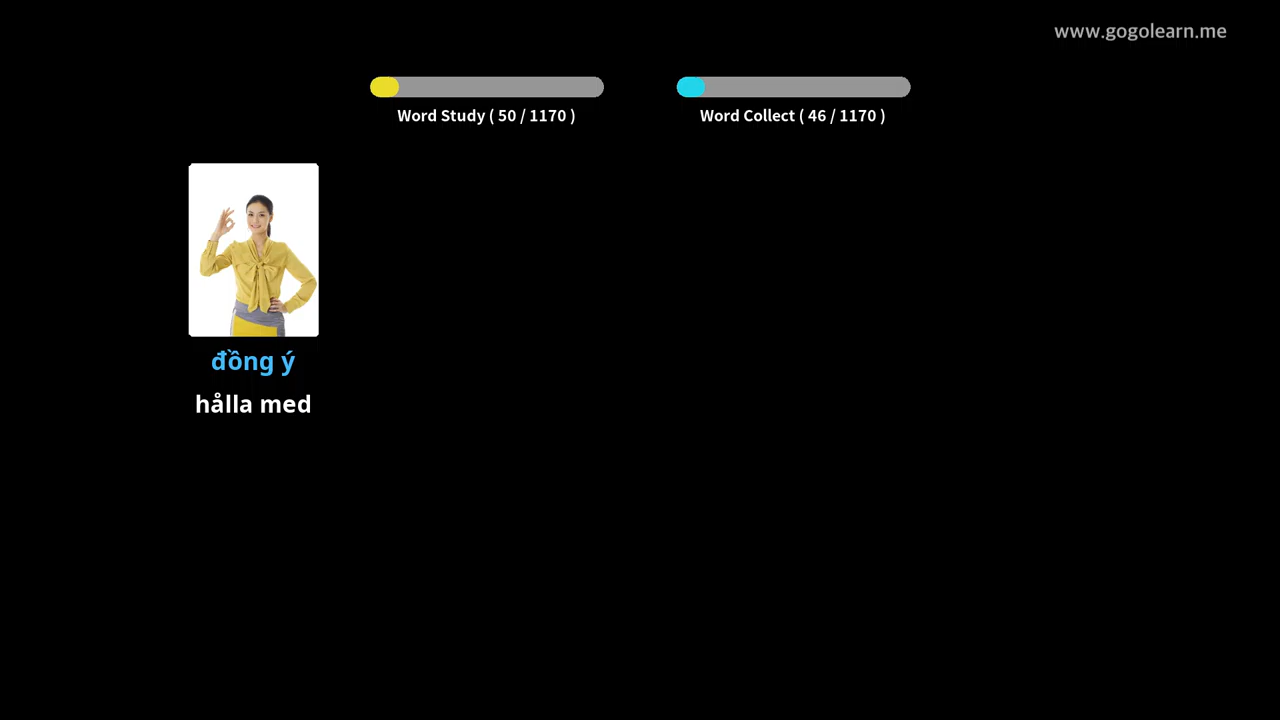 www.gogolearn.me
Word Study ( 50 / 1170 )
Word Collect ( 46 / 1170 )
đồng ý
hålla med